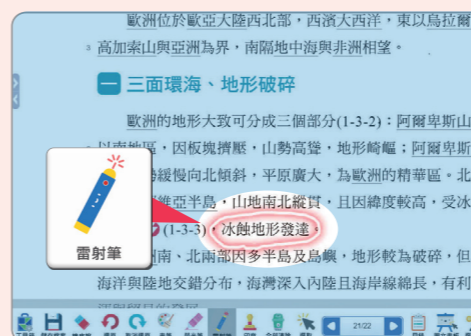 歐洲位於歐亞大陸西北部，西濱大西洋，東以烏拉爾
3 高加索山與亞洲為界，南隔地中海與非洲相望。
一 三面環海、地形破碎
歐洲的地形大致可分成三個部分(1-3-2)：阿爾卑斯山
以南地區，因板塊擠壓，山勢高聳，地形崎嶇；阿爾卑斯
勢緩慢向北傾斜，平原廣大，為歐洲的精華區。北
維亞半島，山地南北縱貫，且因緯度較高，受冰
(1-3-3)，冰蝕地形發達。
南、北兩部因多半島及島嶼，地形較為破碎，但
海洋與陸地交錯分布，海灣深入內陸且海岸線綿長，有利
雷射筆
21/22